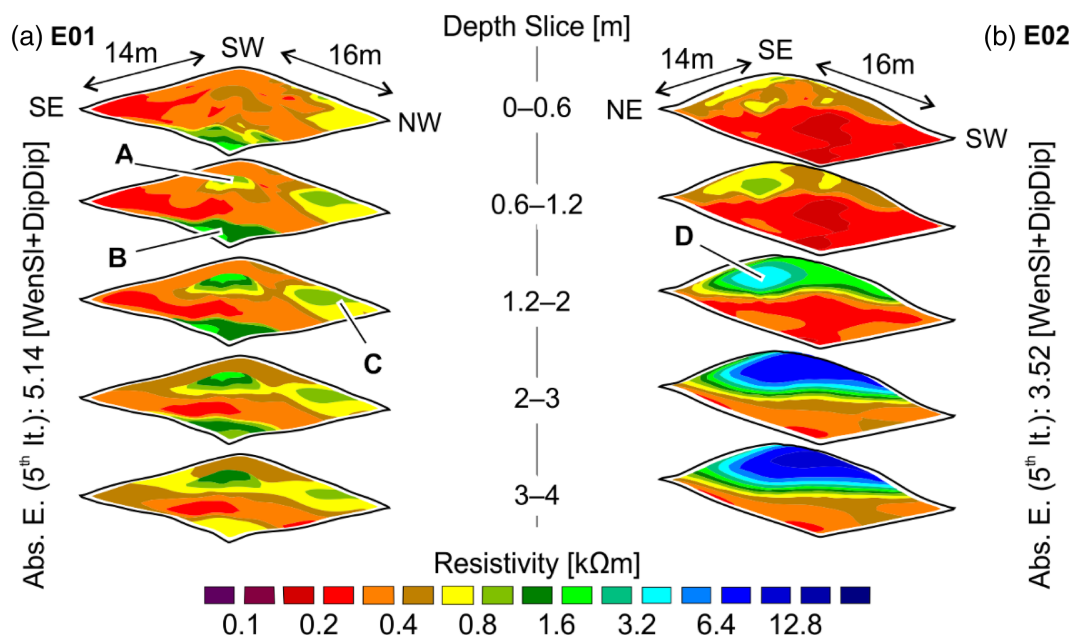 (a) E01
Depth Slice [m]
(b) E02
14m
SW
16m
SE
NW
14m
SE
16m
NE
SW
0–0.6
A
0.6–1.2
B
D
1.2–2
C
2–3
3–4
Abs. E. (5th It.): 5.14 [WenSl+DipDip]
Abs. E. (5th It.): 3.52 [WenSl+DipDip]
Resistivity [kΩm]
0.1 0.2 0.4 0.8 1.6 3.2 6.4 12.8